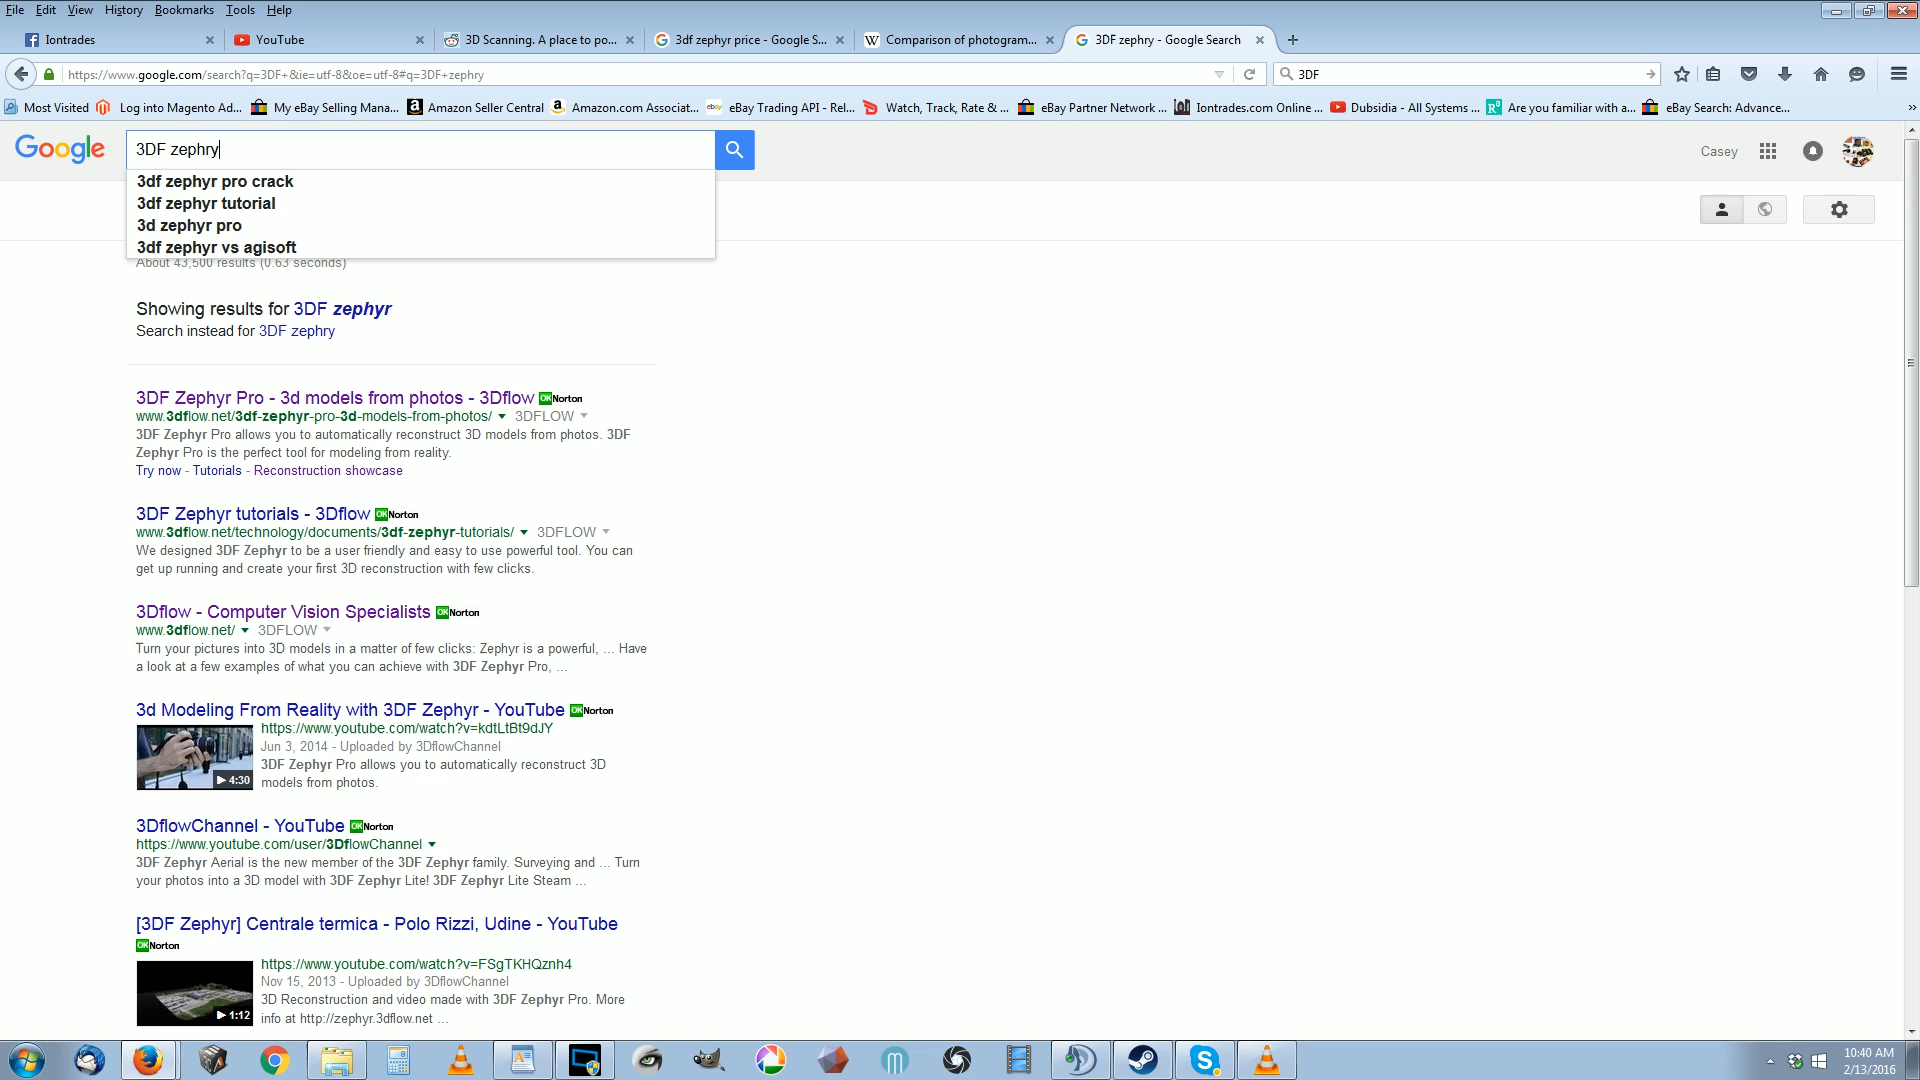 File Edit View History Bookmarks Tools Help
Iontrades
YouTube
3D Scanning. A place to po...
3df zephyr price - Google S...
Comparison of photogram...
3DF zephry - Google Search
https://www.google.com/search?q=3DF+&ie=utf-8&oe=utf-8#q=3DF+zephry
3DF
Most Visited
Log into Magento Ad...
My eBay Selling Mana...
Amazon Seller Central
Amazon.com Associat...
eBay Trading API - Rel...
Watch, Track, Rate & ...
eBay Partner Network ...
Iontrades.com Online ...
Dubsidia - All Systems ...
Are you familiar with a...
eBay Search: Advance...
Google
3DF zephry
Casey
3df zephyr pro crack
3df zephyr tutorial
3d zephyr pro
3df zephyr vs agisoft
About 43,500 results (0.63 seconds)
Showing results for 3DF zephyr
Search instead for 3DF zephry
3DF Zephyr Pro - 3d models from photos - 3Dflow OK Norton
www.3dflow.net/3df-zephyr-pro-3d-models-from-photos/ 3DFLOW
3DF Zephyr Pro allows you to automatically reconstruct 3D models from photos. 3DF
Zephyr Pro is the perfect tool for modeling from reality.
Try now - Tutorials - Reconstruction showcase
3DF Zephyr tutorials - 3Dflow OK Norton
www.3dflow.net/technology/documents/3df-zephyr-tutorials/ 3DFLOW
We designed 3DF Zephyr to be a user friendly and easy to use powerful tool. You can
get up running and create your first 3D reconstruction with few clicks.
3Dflow - Computer Vision Specialists OK Norton
www.3dflow.net/ 3DFLOW
Turn your pictures into 3D models in a matter of few clicks: Zephyr is a powerful, ... Have
a look at a few examples of what you can achieve with 3DF Zephyr Pro, ...
3d Modeling From Reality with 3DF Zephyr - YouTube OK Norton
https://www.youtube.com/watch?v=kdtLtBt9dJY
Jun 3, 2014 - Uploaded by 3DflowChannel
3DF Zephyr Pro allows you to automatically reconstruct 3D
models from photos.
4:30
3DflowChannel - YouTube OK Norton
https://www.youtube.com/user/3DflowChannel
3DF Zephyr Aerial is the new member of the 3DF Zephyr family. Surveying and ... Turn
your photos into a 3D model with 3DF Zephyr Lite! 3DF Zephyr Lite Steam ...
[3DF Zephyr] Centrale termica - Polo Rizzi, Udine - YouTube
OK Norton
https://www.youtube.com/watch?v=FSgTKHQznh4
Nov 15, 2013 - Uploaded by 3DflowChannel
3D Reconstruction and video made with 3DF Zephyr Pro. More
info at http://zephyr.3dflow.net ...
1:12
10:40 AM
2/13/2016